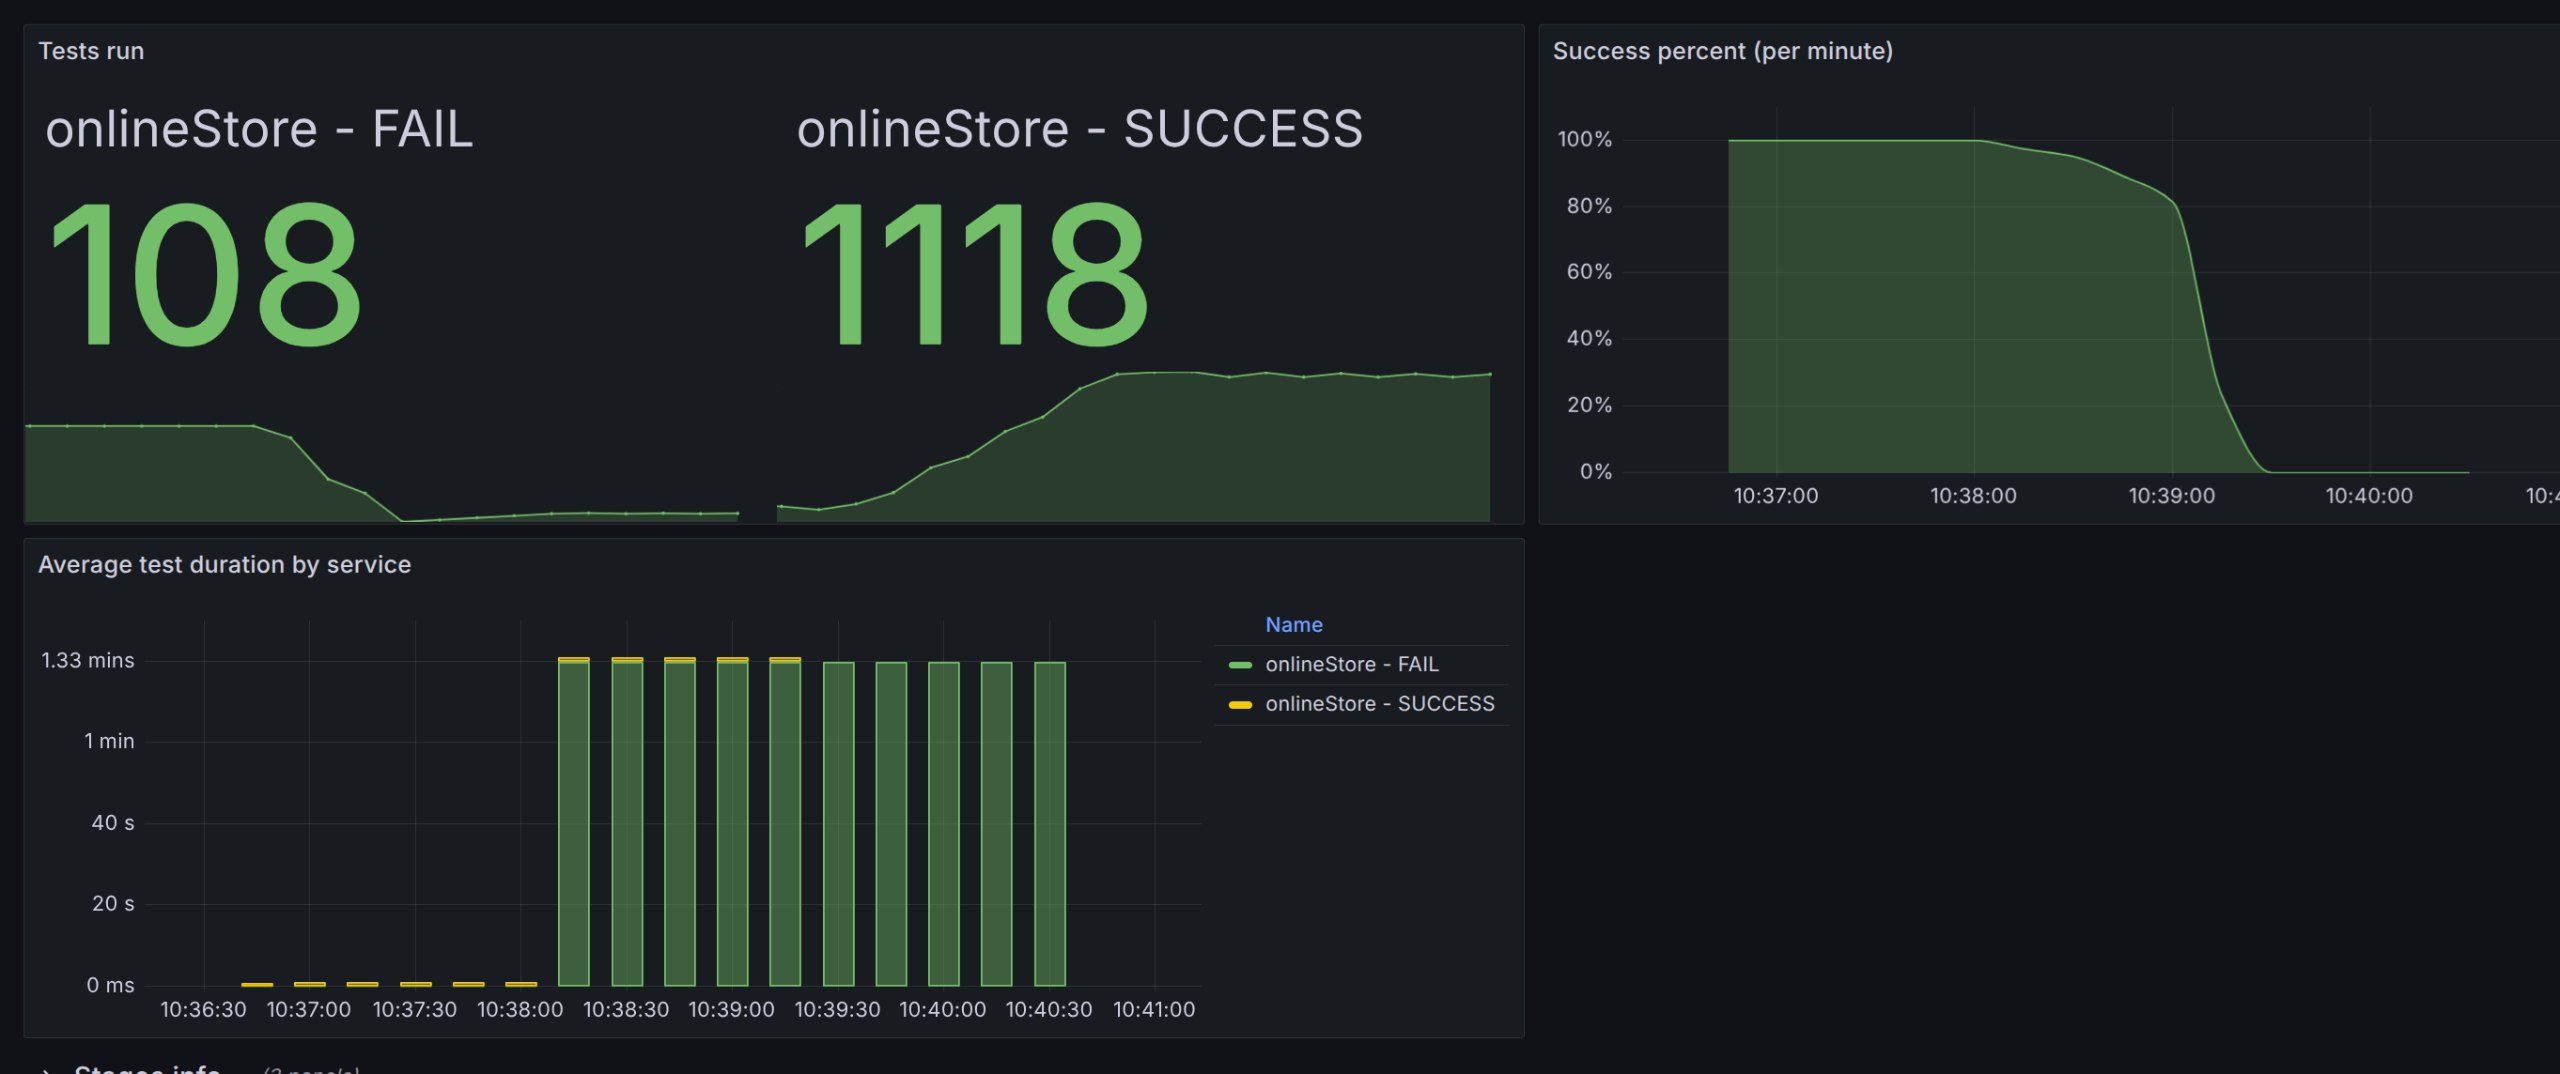 Tests run
onlineStore - FAIL
108
onlineStore - SUCCESS
1118
Success percent (per minute)
100%
80%
60%
40%
20%
0%
10:37:00 10:38:00 10:39:00 10:40:00
Average test duration by service
1.33 mins
1 min
40 s
20 s
0 ms
10:36:30 10:37:00 10:37:30 10:38:00 10:38:30 10:39:00 10:39:30 10:40:00 10:40:30 10:41:00
Name
onlineStore - FAIL
onlineStore - SUCCESS
Stages info